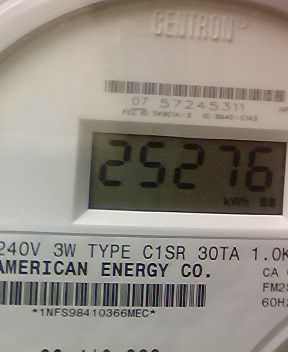 CENTRON®
07 57245311
25276
kWh
240V 3W TYPE C1SR 30TA 1.0K
AMERICAN ENERGY CO.
CA
FM2S
60HZ
*1NFS98410366MEC*